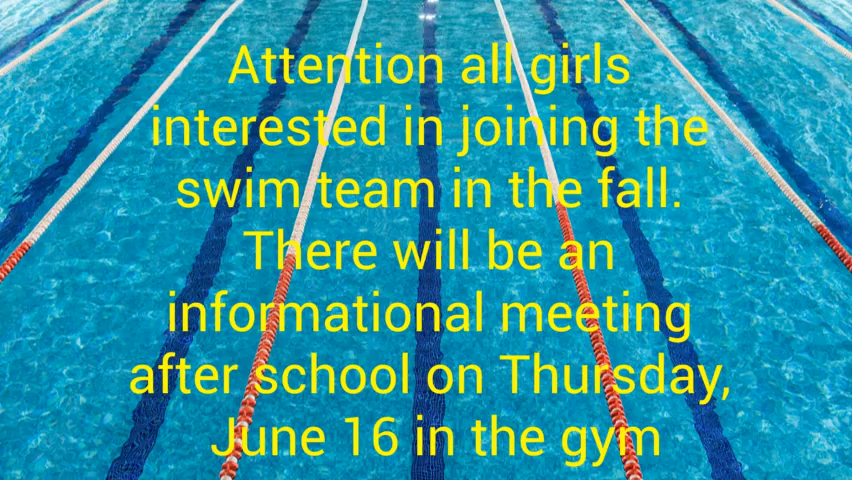 Attention all girls
interested in joining the
swim team in the fall.
There will be an
informational meeting
after school on Thursday,
June 16 in the gym